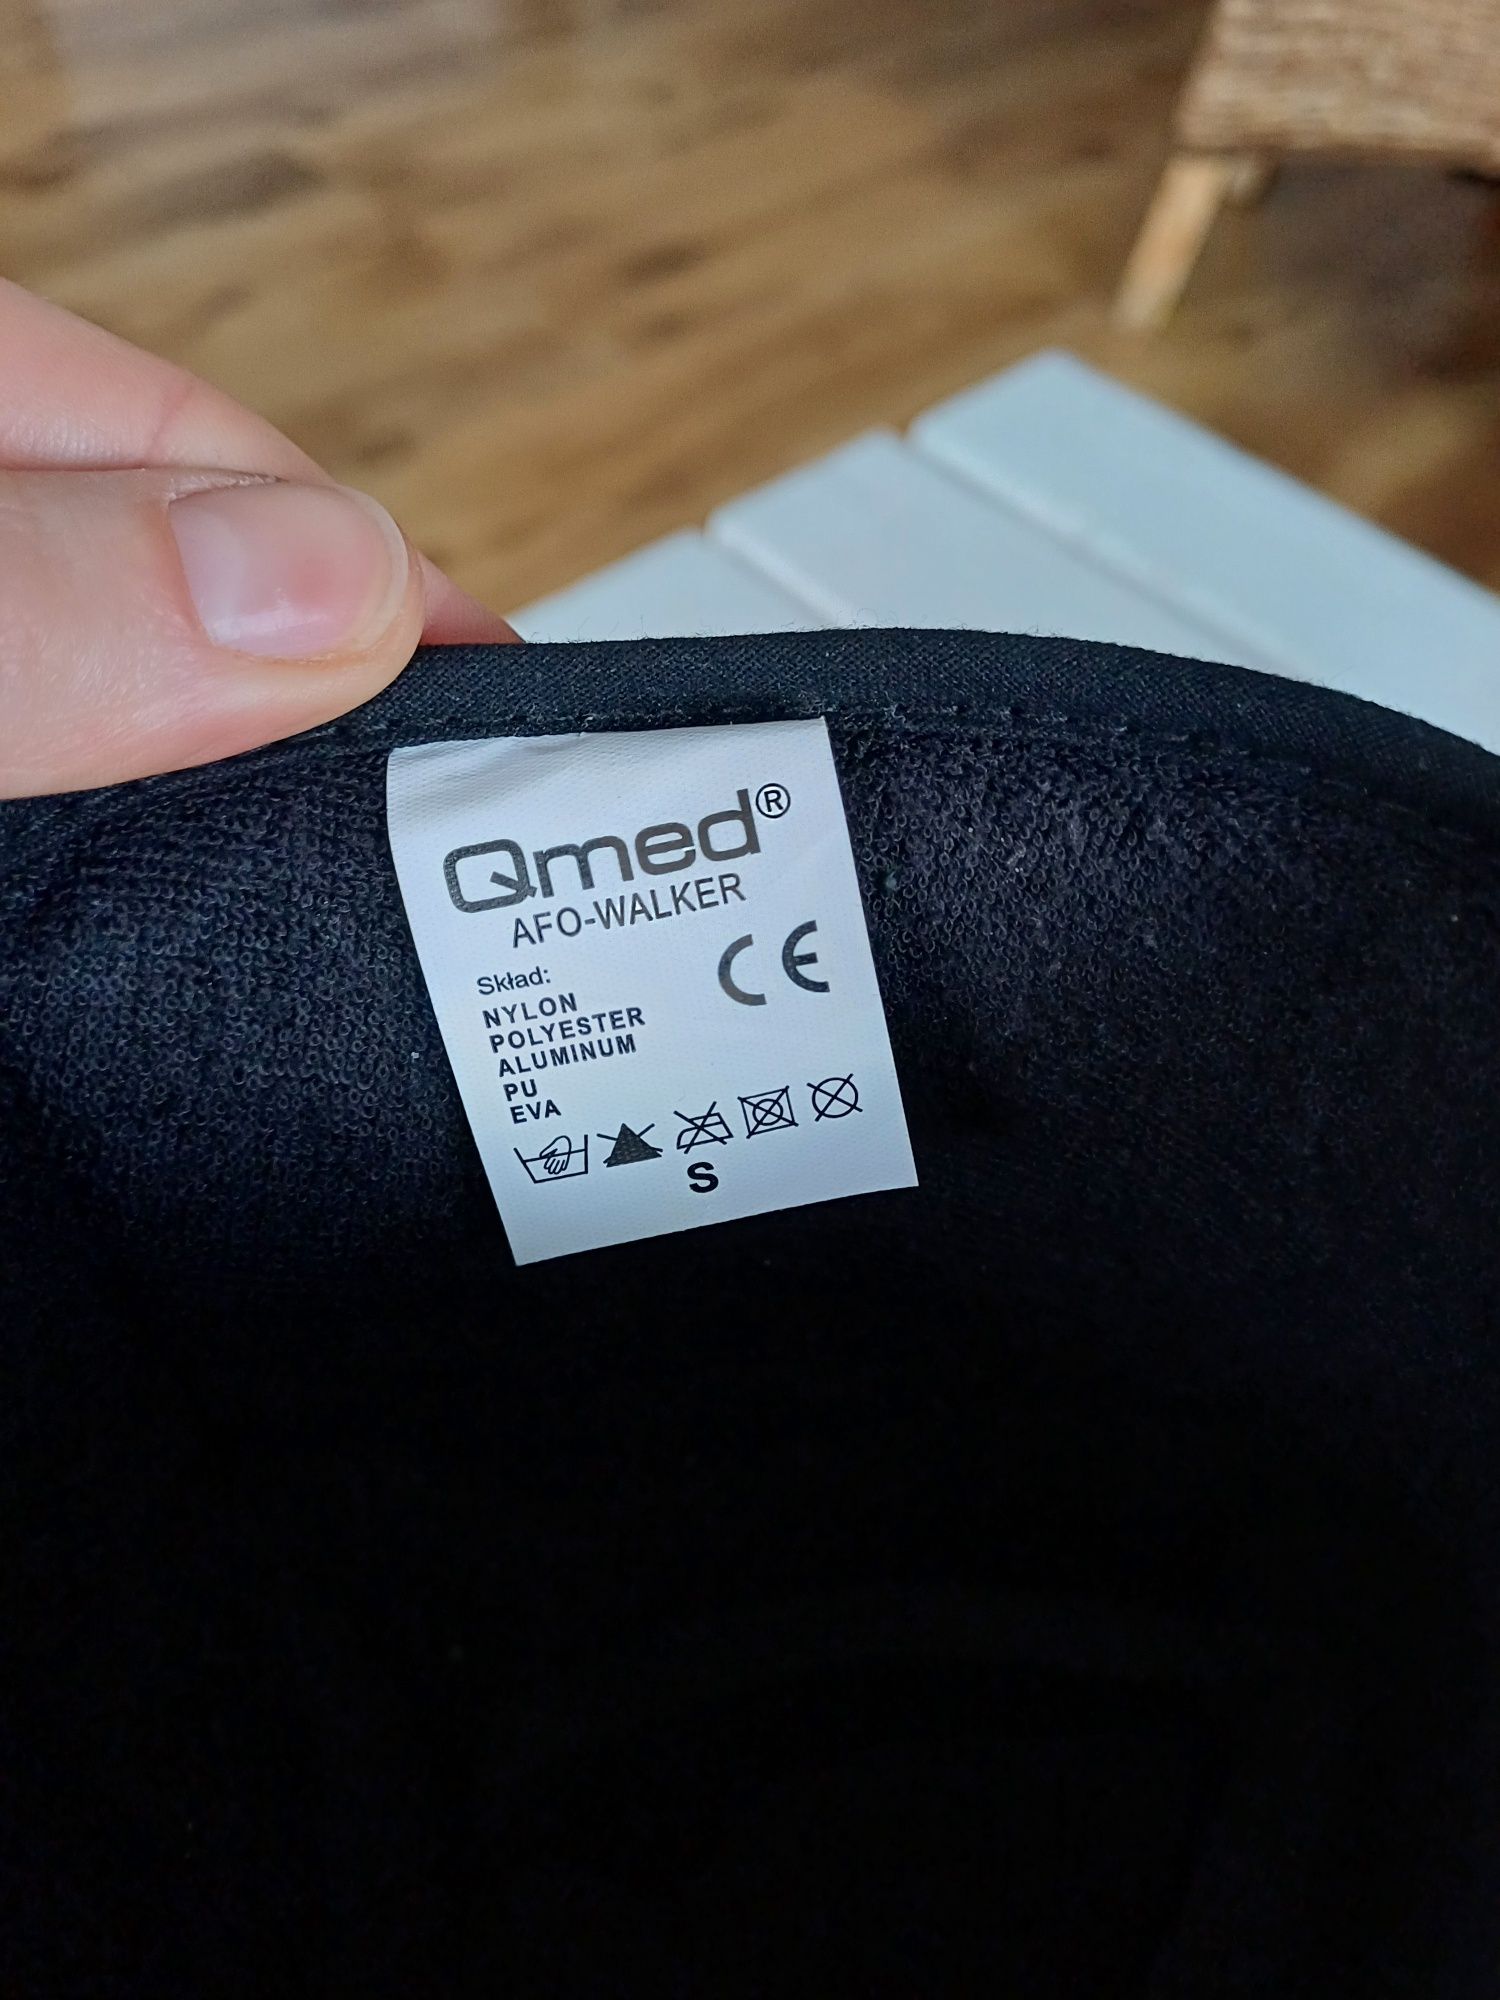 Qmed®
AFO-WALKER
CE
Skład:
NYLON
POLYESTER
ALUMINUM
PU
EVA
S